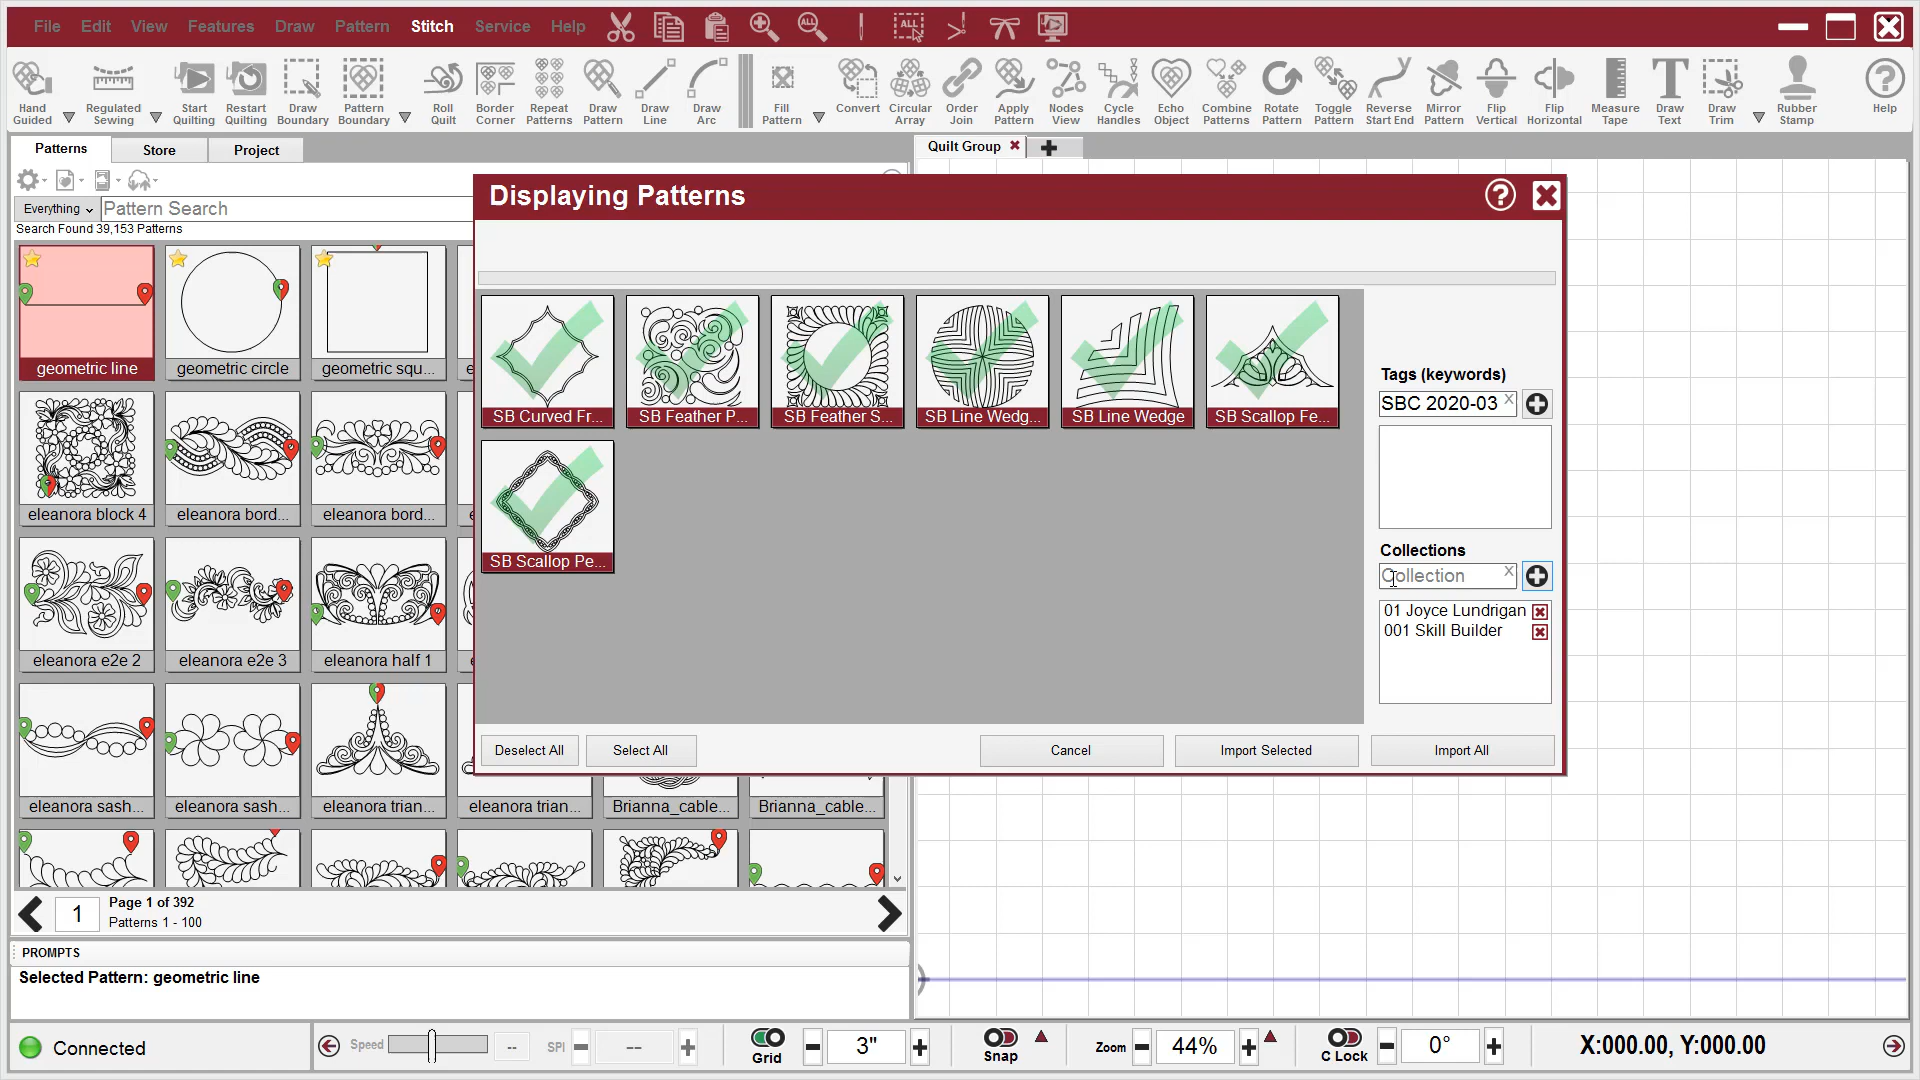 File Edit View Features Draw Pattern Stitch Service Help
ALL
ALL
Hand Guided
Regulated Sewing
Start Quilting
Restart Quilting
Draw Boundary
Pattern Boundary
Roll Quilt
Border Corner
Repeat Patterns
Draw Pattern
Draw Line
Draw Arc
Fill Pattern
Convert
Circular Array
Order Join
Apply Pattern
Nodes View
Cycle Handles
Echo Object
Combine Patterns
Rotate Pattern
Toggle Pattern
Reverse Start End
Mirror Pattern
Flip Vertical
Flip Horizontal
Measure Tape
Draw Text
Draw Trim
Rubber Stamp
Help
Patterns Store Project
Quilt Group
Everything Pattern Search
Search Found 39,153 Patterns
geometric line geometric circle geometric squ...
eleanora block 4 eleanora bord... eleanora bord...
eleanora e2e 2 eleanora e2e 3 eleanora half 1
eleanora sash... eleanora sash... eleanora trian... eleanora trian... Brianna_cable... Brianna_cable...
Displaying Patterns
SB Curved Fr... SB Feather P... SB Feather S... SB Line Wedg... SB Line Wedge SB Scallop Fe...
SB Scallop Pe...
Tags (keywords)
SBC 2020-03 X
Collections
Collection X
01 Joyce Lundrigan
001 Skill Builder
Deselect All Select All Cancel Import Selected Import All
1
Page 1 of 392
Patterns 1 - 100
PROMPTS
Selected Pattern: geometric line
Connected
Speed -- SPI --
Grid 3"
Snap
Zoom 44%
C Lock 0°
X:000.00, Y:000.00